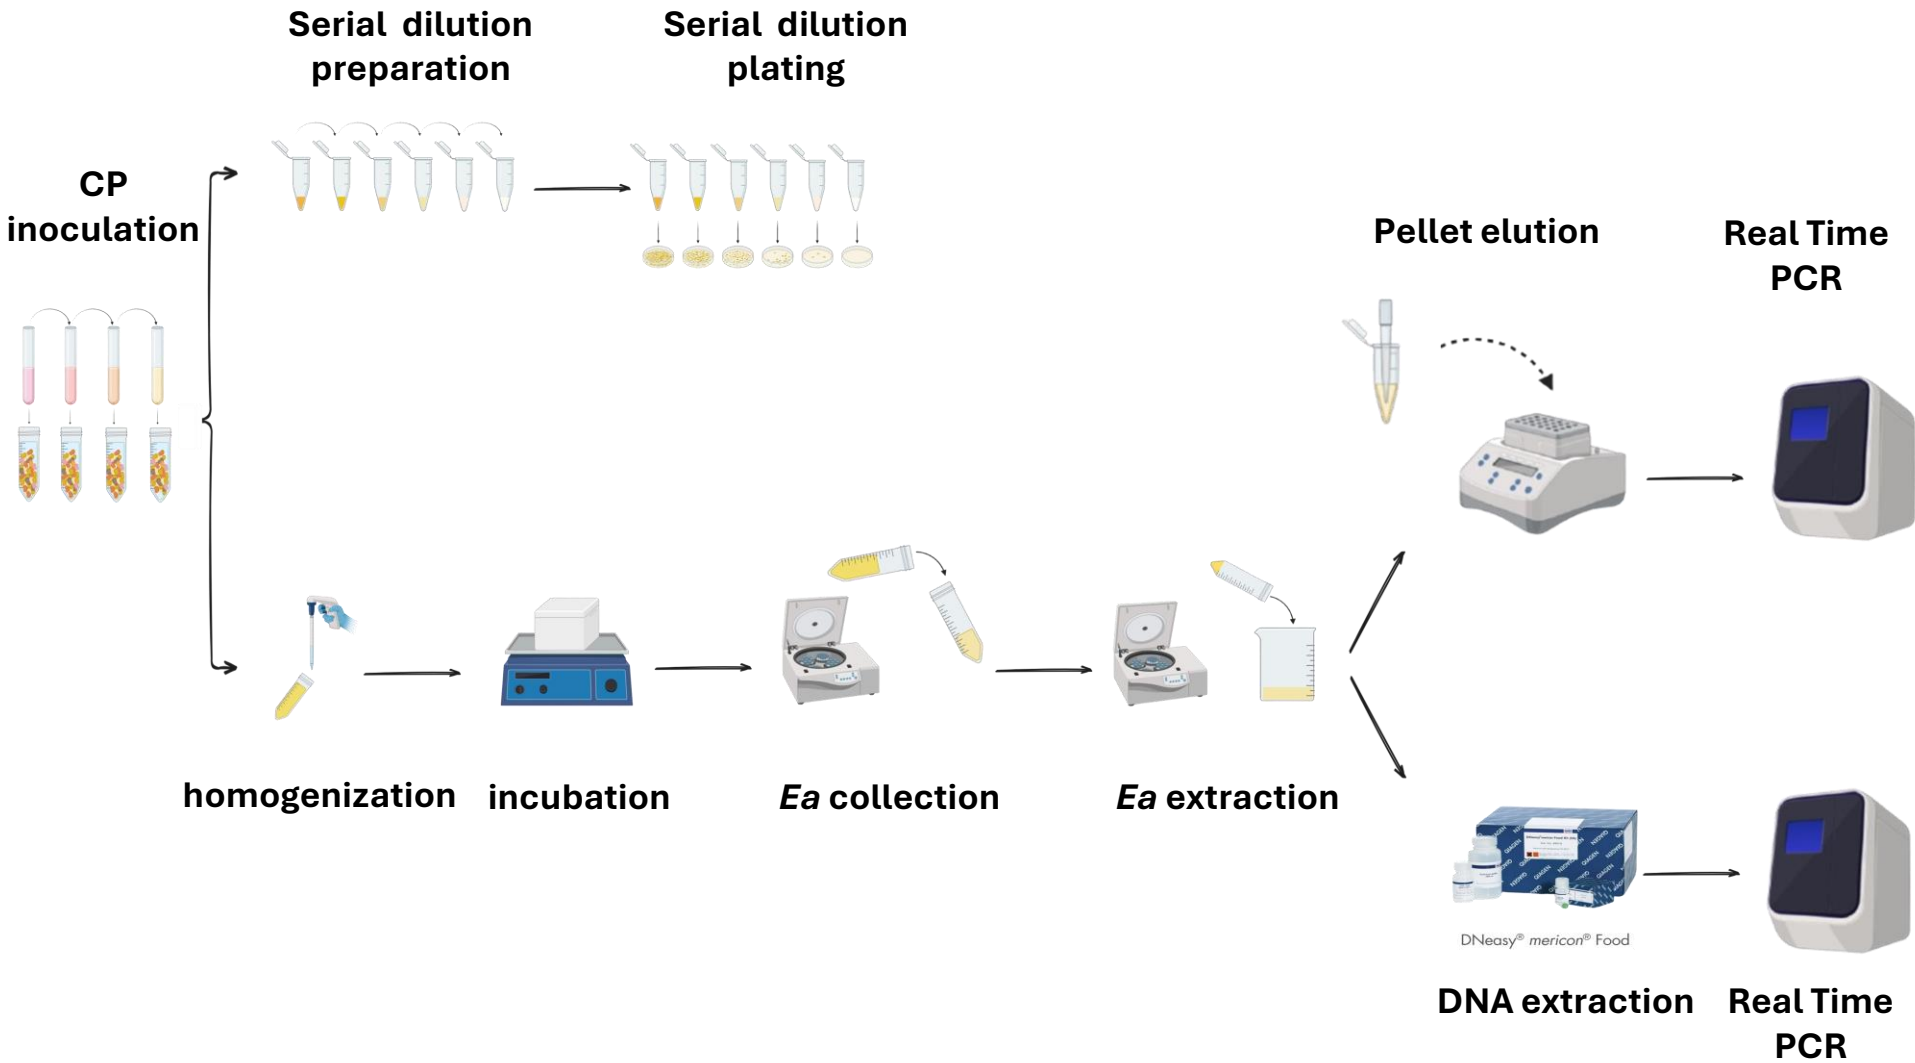 Serial dilution
preparation
Serial dilution
plating
CP
inoculation
Pellet elution
Real Time
PCR
homogenization
incubation
Ea collection
Ea extraction
QIAGEN
DNeasy® mericon® Food
DNA extraction
Real Time
PCR